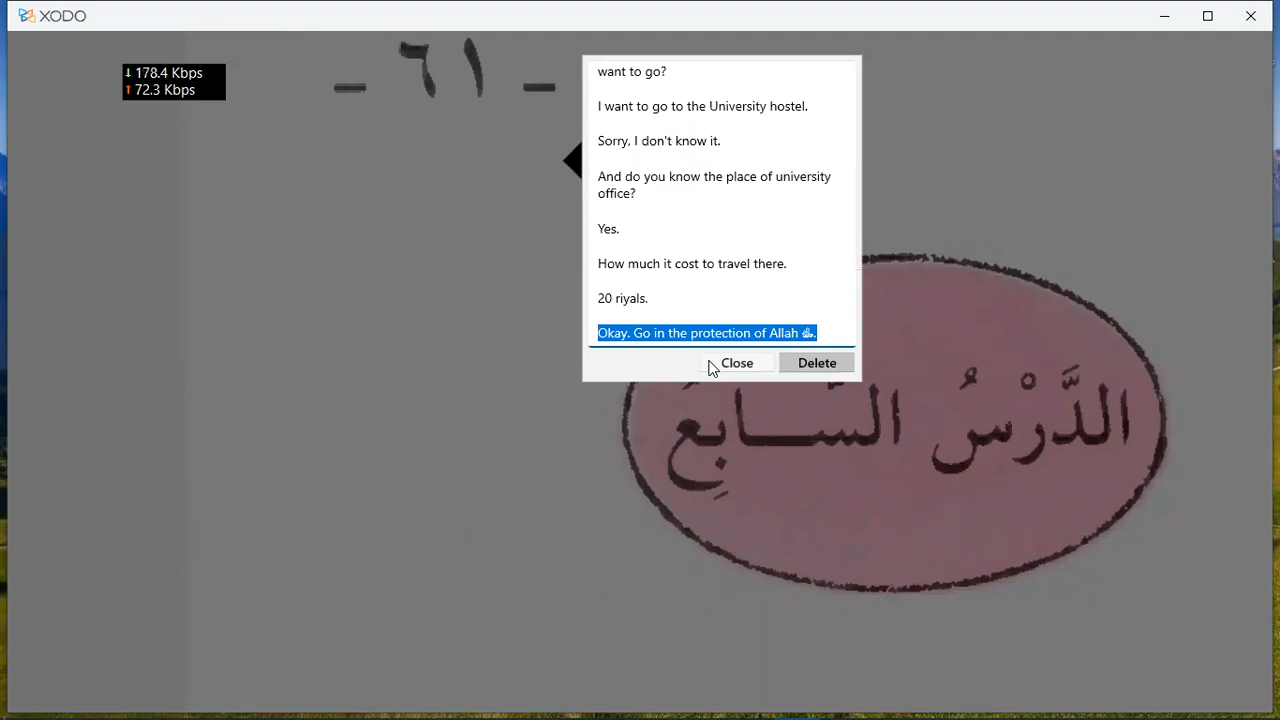 XODO
↓ 178.4 Kbps
↑ 72.3 Kbps
- ٦١ -
want to go?
I want to go to the University hostel.
Sorry, I don't know it.
And do you know the place of university
office?
Yes.
How much it cost to travel there.
20 riyals.
Okay. Go in the protection of Allah ﷻ.
Close
Delete
الدَّرْسُ السَّابِعُ